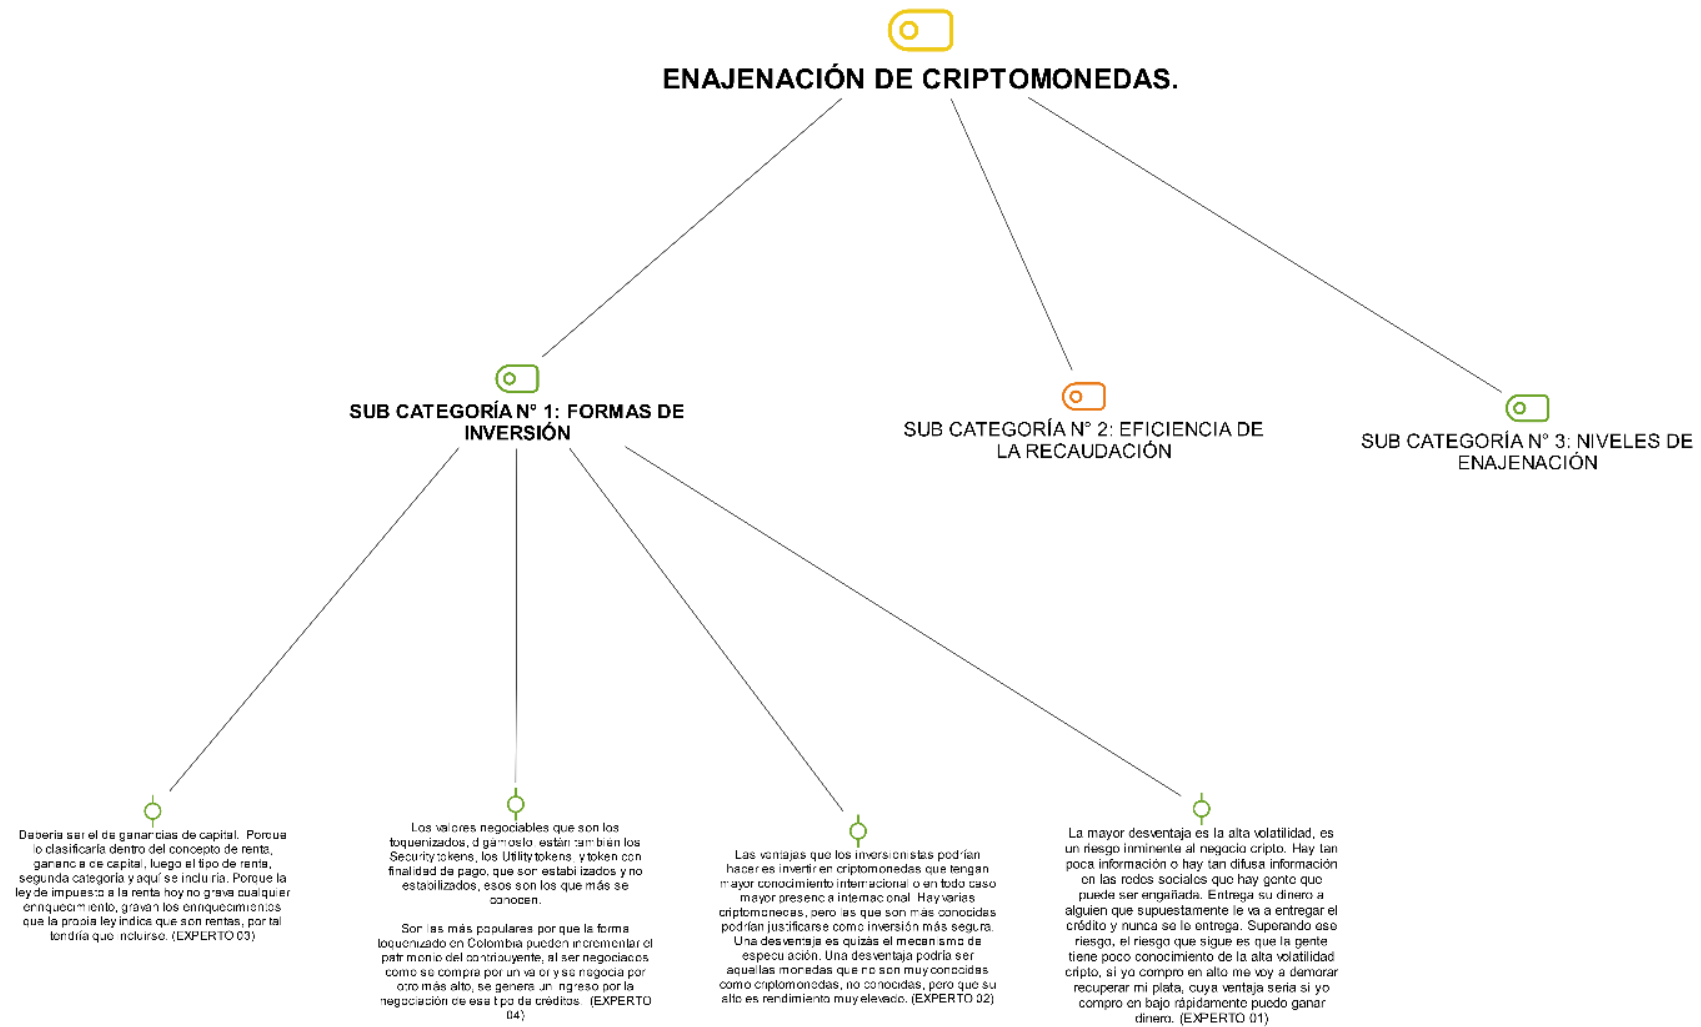 ENAJENACIÓN DE CRIPTOMONEDAS.
SUB CATEGORÍA N° 1: FORMAS DE
INVERSIÓN
SUB CATEGORÍA N° 2: EFICIENCIA DE
LA RECAUDACIÓN
SUB CATEGORÍA N° 3: NIVELES DE
ENAJENACIÓN
Debería ser el de ganancias de capital. Porque
lo clasificaría dentro del concepto de renta,
ganancia de capital, luego el tipo de renta,
segunda categoría y aquí se incluiría. Porque la
ley de impuesto a la renta hoy no grava cualquier
enriquecimiento, gravan los enriquecimientos
que la propia ley indica que son rentas, por tal
tendría que incluirse. (EXPERTO 03)
Los valores negociables que son los
toquenizados, digámoslo, están también los
Security tokens, los Utility tokens, y token con
finalidad de pago, que son estabilizados y no
estabilizados, esos son los que más se
conocen.
Son las más populares por que la forma
toquenizado en Colombia pueden incrementar el
patrimonio del contribuyente, al ser negociados
como se compra por un valor y se negocia por
otro más alto, se genera un ingreso por la
negociación de ese tipo de créditos. (EXPERTO
04)
Las ventajas que los inversionistas podrían
hacer es invertir en criptomonedas que tengan
mayor conocimiento internacional o en todo caso
mayor presencia internacional. Hay varias
criptomonedas, pero las que son más conocidas
podrían justificarse como inversión más segura.
Una desventaja es quizás el mecanismo de
especulación. Una desventaja podría ser
aquellas monedas que no son muy conocidas
como criptomonedas, no conocidas, pero que su
alto es rendimiento muy elevado. (EXPERTO 02)
La mayor desventaja es la alta volatilidad, es
un riesgo inminente al negocio cripto. Hay tan
poca información o hay tan difusa información
en las redes sociales que hay gente que
puede ser engañada. Entrega su dinero a
alguien que supuestamente le va a entregar el
crédito y nunca se le entrega. Superando ese
riesgo, el riesgo que sigue es que la gente
tiene poco conocimiento de la alta volatilidad
cripto, si yo compro en alto me voy a demorar
recuperar mi plata, cuya ventaja sería si yo
compro en bajo rápidamente puedo ganar
dinero. (EXPERTO 01)